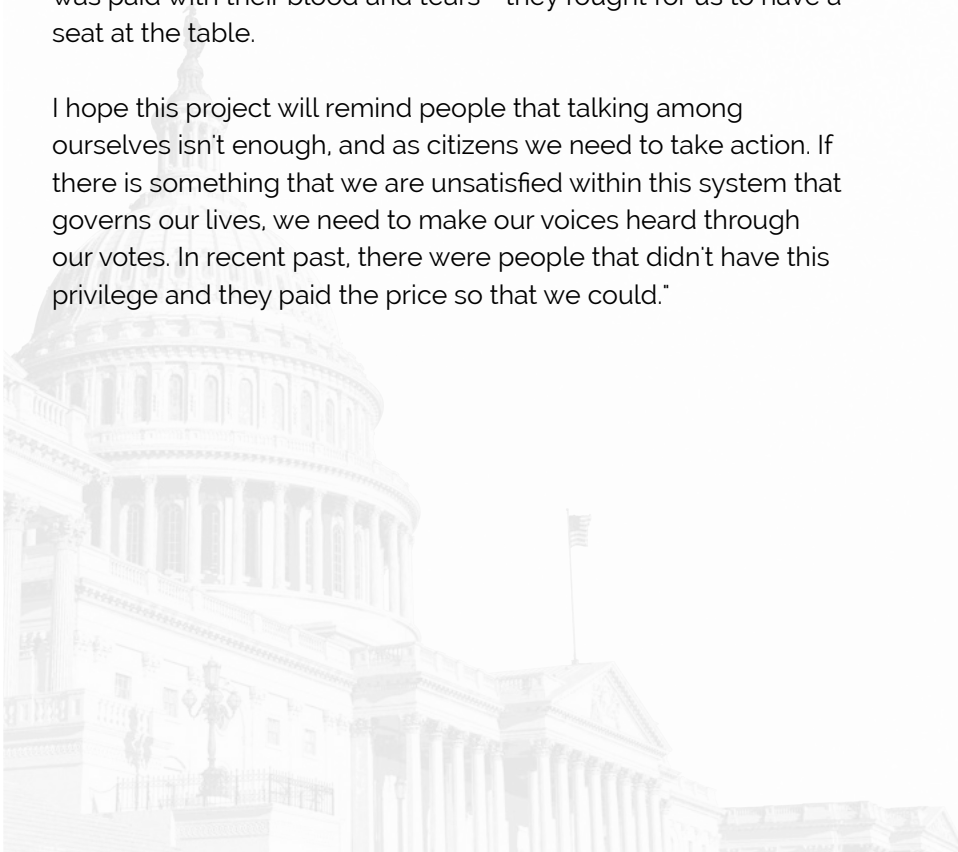 was paid with their blood and tears - they fought for us to have a
seat at the table.
I hope this project will remind people that talking among
ourselves isn't enough, and as citizens we need to take action. If
there is something that we are unsatisfied within this system that
governs our lives, we need to make our voices heard through
our votes. In recent past, there were people that didn't have this
privilege and they paid the price so that we could."